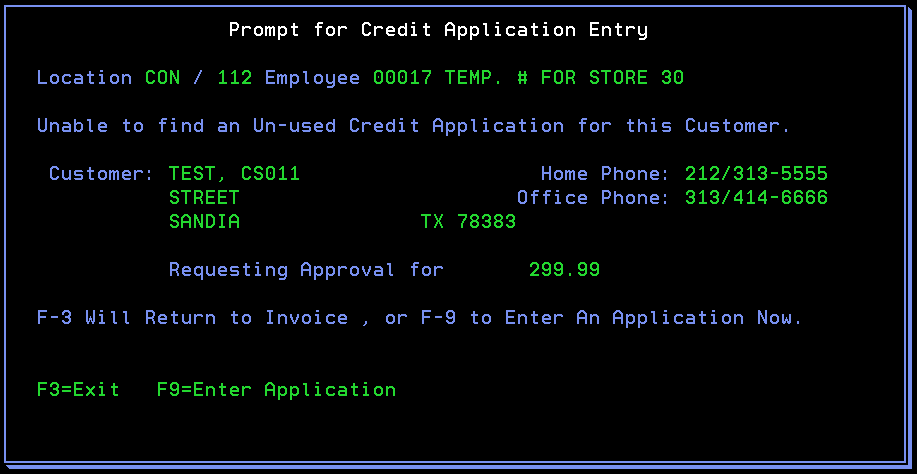 Prompt for Credit Application Entry
Location CON / 112 Employee 00017 TEMP. # FOR STORE 30
Unable to find an Un-used Credit Application for this Customer.
Customer: TEST, CS011 Home Phone: 212/313-5555
STREET Office Phone: 313/414-6666
SANDIA TX 78383
Requesting Approval for 299.99
F-3 Will Return to Invoice , or F-9 to Enter An Application Now.
F3=Exit F9=Enter Application